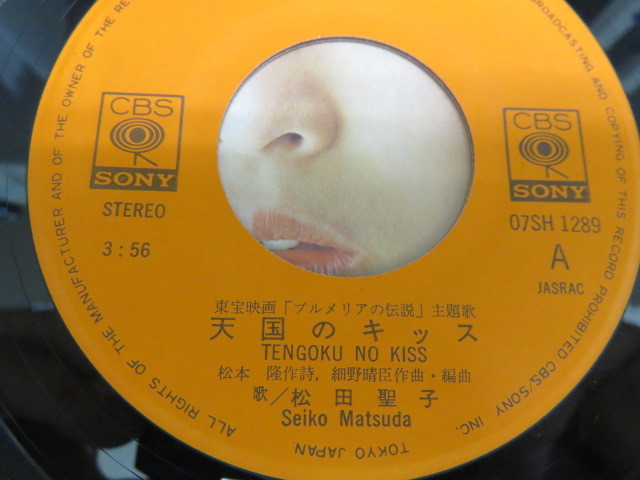 CBS
SONY
STEREO
3:56
CBS
SONY
07SH 1289
A
JASRAC
東宝映画「プルメリアの伝説」主題歌
天国のキッス
TENGOKU NO KISS
松本 隆作詩, 細野晴臣作曲・編曲
歌/松田聖子
Seiko Matsuda
ALL RIGHTS OF THE MANUFACTURER AND OF THE OWNER OF THE
BROADCASTING AND COPYING OF THIS RECORD PROHIBITED CBS/SONY INC.
TOKYO JAPAN.